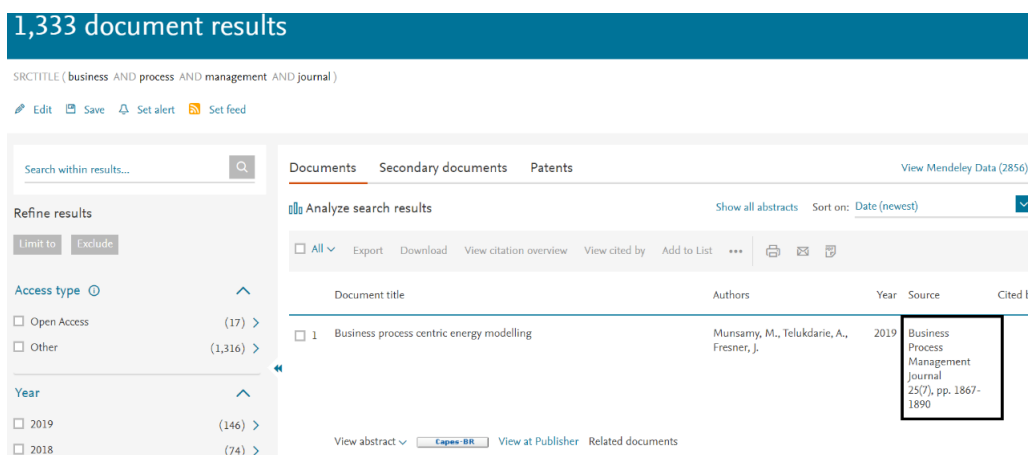 1,333 document results
SRCTITLE ( business AND process AND management AND journal )
Edit Save Set alert Set feed
Search within results...
Refine results
Limit to Exclude
Access type
Open Access (17)
Other (1,316)
Year
2019 (146)
2018 (74)
Documents Secondary documents Patents View Mendeley Data (2856)
Analyze search results Show all abstracts Sort on: Date (newest)
All Export Download View citation overview View cited by Add to List •••
Document title Authors Year Source Cited
1 Business process centric energy modelling Munsamy, M., Telukdarie, A., 2019 Business
Fresner, J. Process
Management
Journal
25(7), pp. 1867-
1890
View abstract Capes-BR View at Publisher Related documents